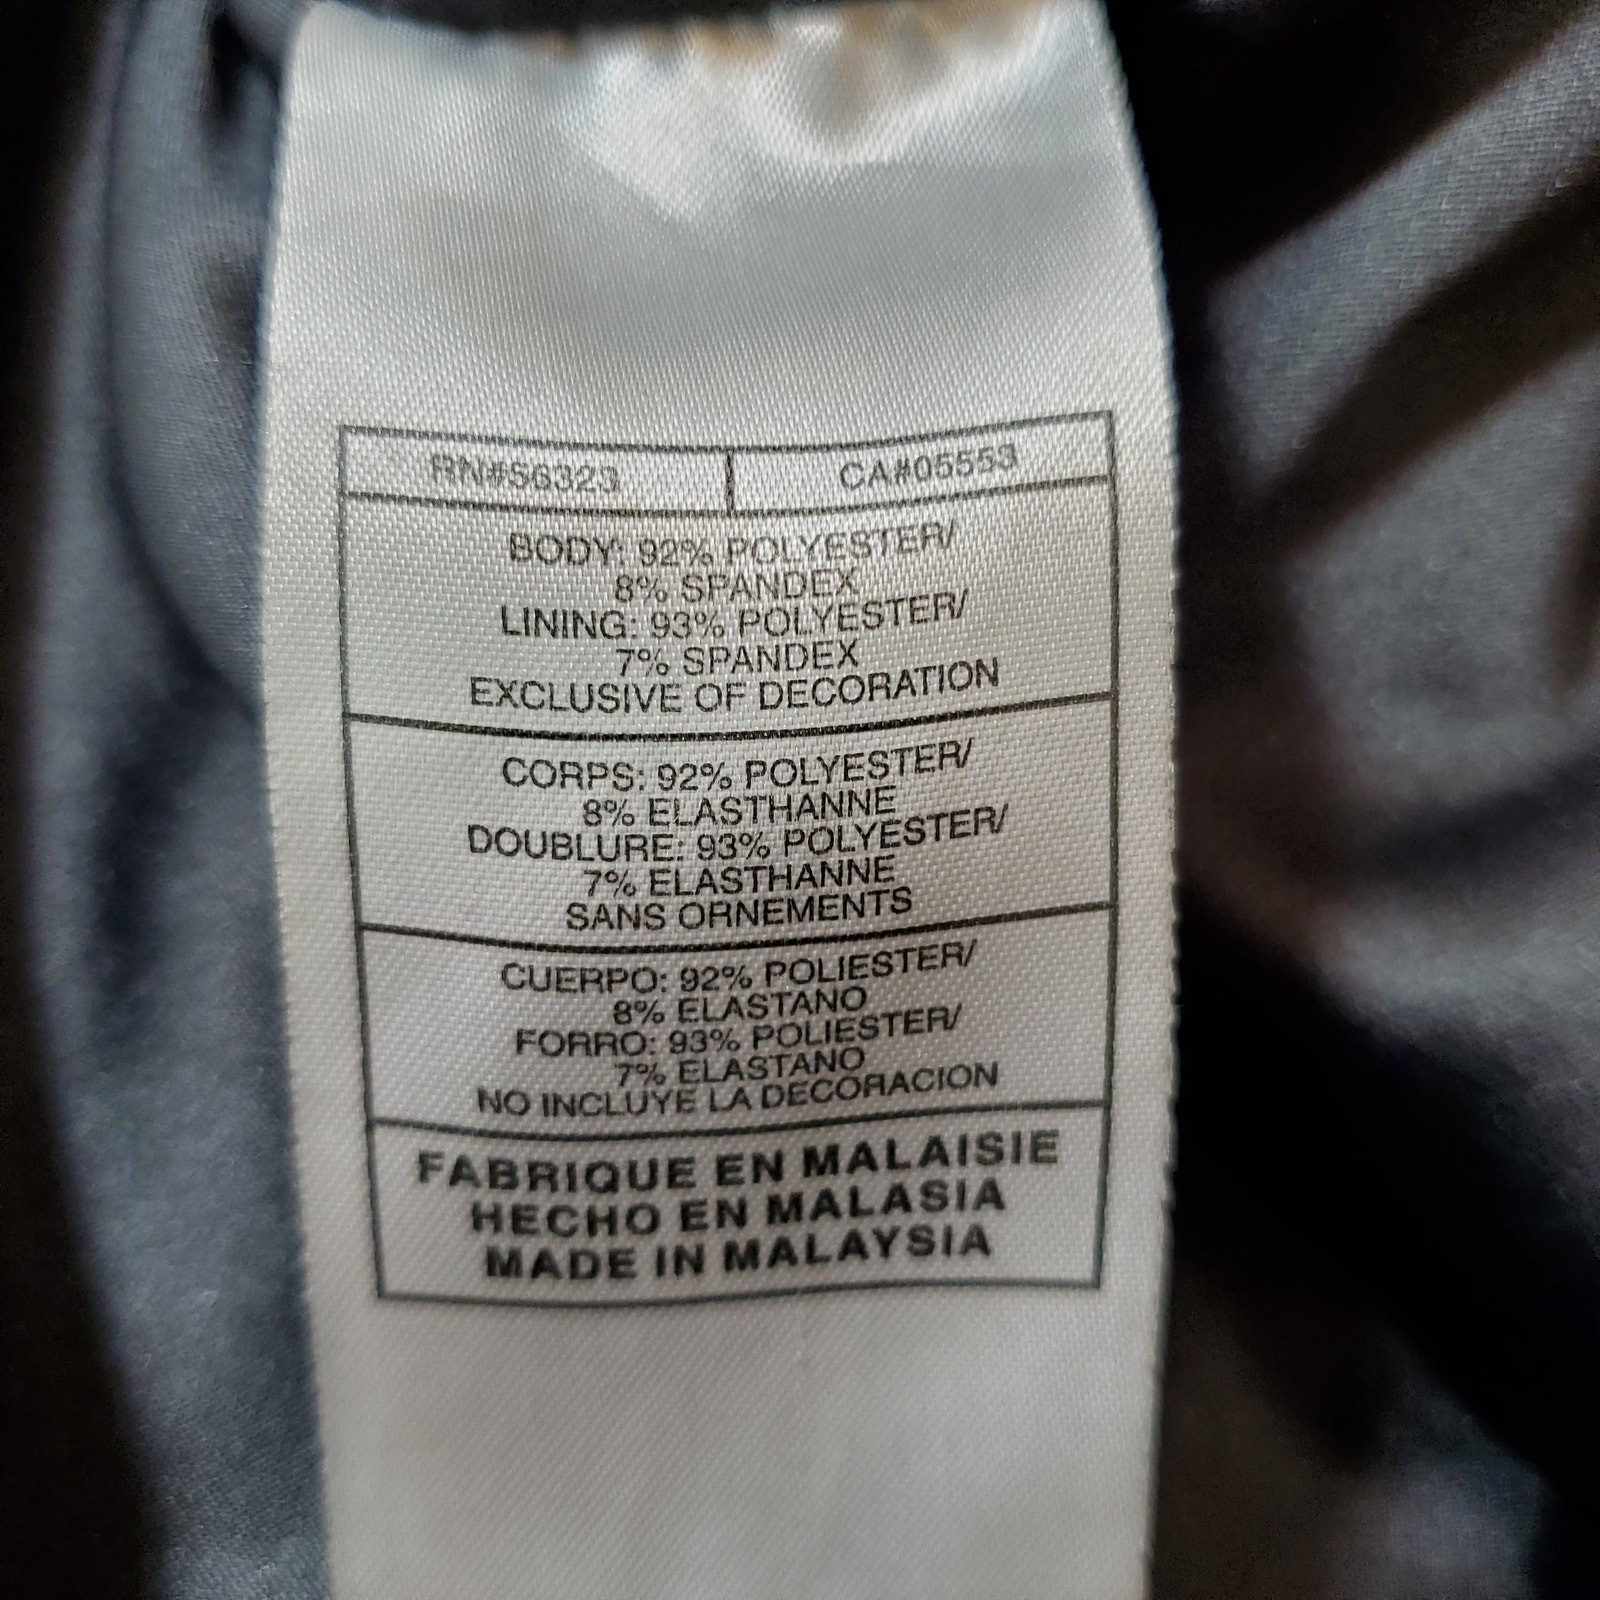 RN#56323 CA#05553
BODY: 92% POLYESTER/
8% SPANDEX
LINING: 93% POLYESTER/
7% SPANDEX
EXCLUSIVE OF DECORATION
CORPS: 92% POLYESTER/
8% ELASTHANNE
DOUBLURE: 93% POLYESTER/
7% ELASTHANNE
SANS ORNEMENTS
CUERPO: 92% POLIESTER/
8% ELASTANO
FORRO: 93% POLIESTER/
7% ELASTANO
NO INCLUYE LA DECORACION
FABRIQUE EN MALAISIE
HECHO EN MALASIA
MADE IN MALAYSIA